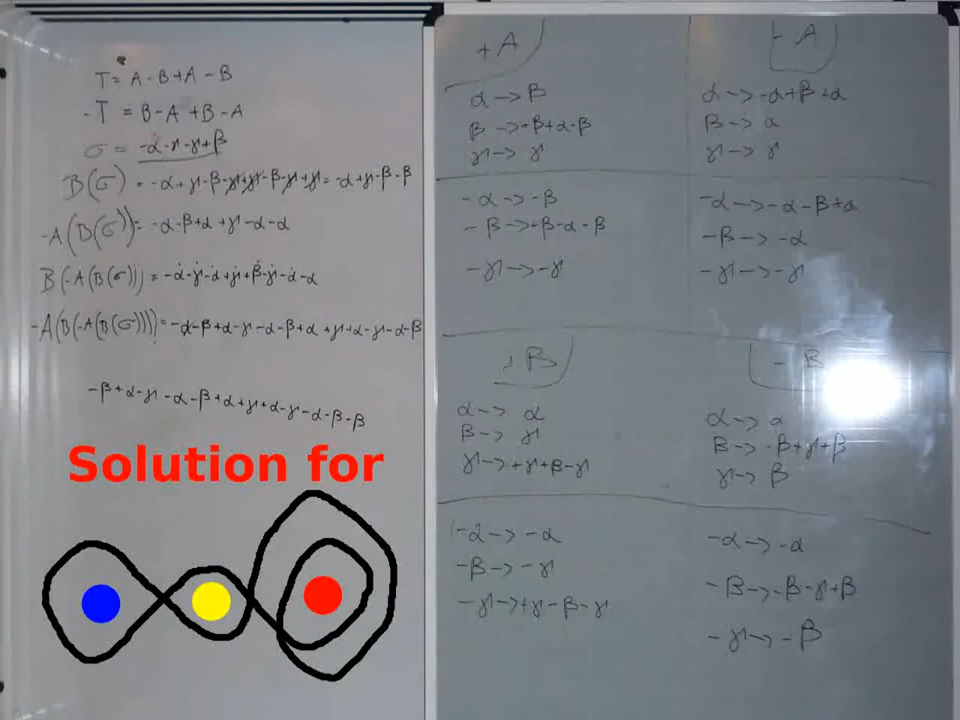 T = A - B + A - B
-T = B - A + B - A
σ = -α - γ - γ + β
B(σ) = -α + γ - β - γ + γ - β - γ + γ = -α + γ - β - β
-A(B(σ)) = -α - β + α + γ - α - α
B(-A(B(σ))) = -α - γ - α + γ + β - γ - α - α
-A(B(-A(B(σ)))) = -α - β + α - γ - α - β + α + γ + α - γ - α - β
-β + α - γ - α - β + α + γ + α - γ - α - β - β
Solution for
+A
α -> β
β -> -β + α - β
γ -> γ
-α -> -β
-β -> +β - α - β
-γ -> -γ
-A
α -> -α + β + α
β -> α
γ -> γ
-α -> -α - β + α
-β -> -α
-γ -> -γ
+B
α -> α
β -> γ
γ -> +γ + β - γ
-α -> -α
-β -> -γ
-γ -> +γ - β - γ
-B
α -> α
β -> -β + γ + β
γ -> β
-α -> -α
-β -> -β - γ + β
-γ -> -β